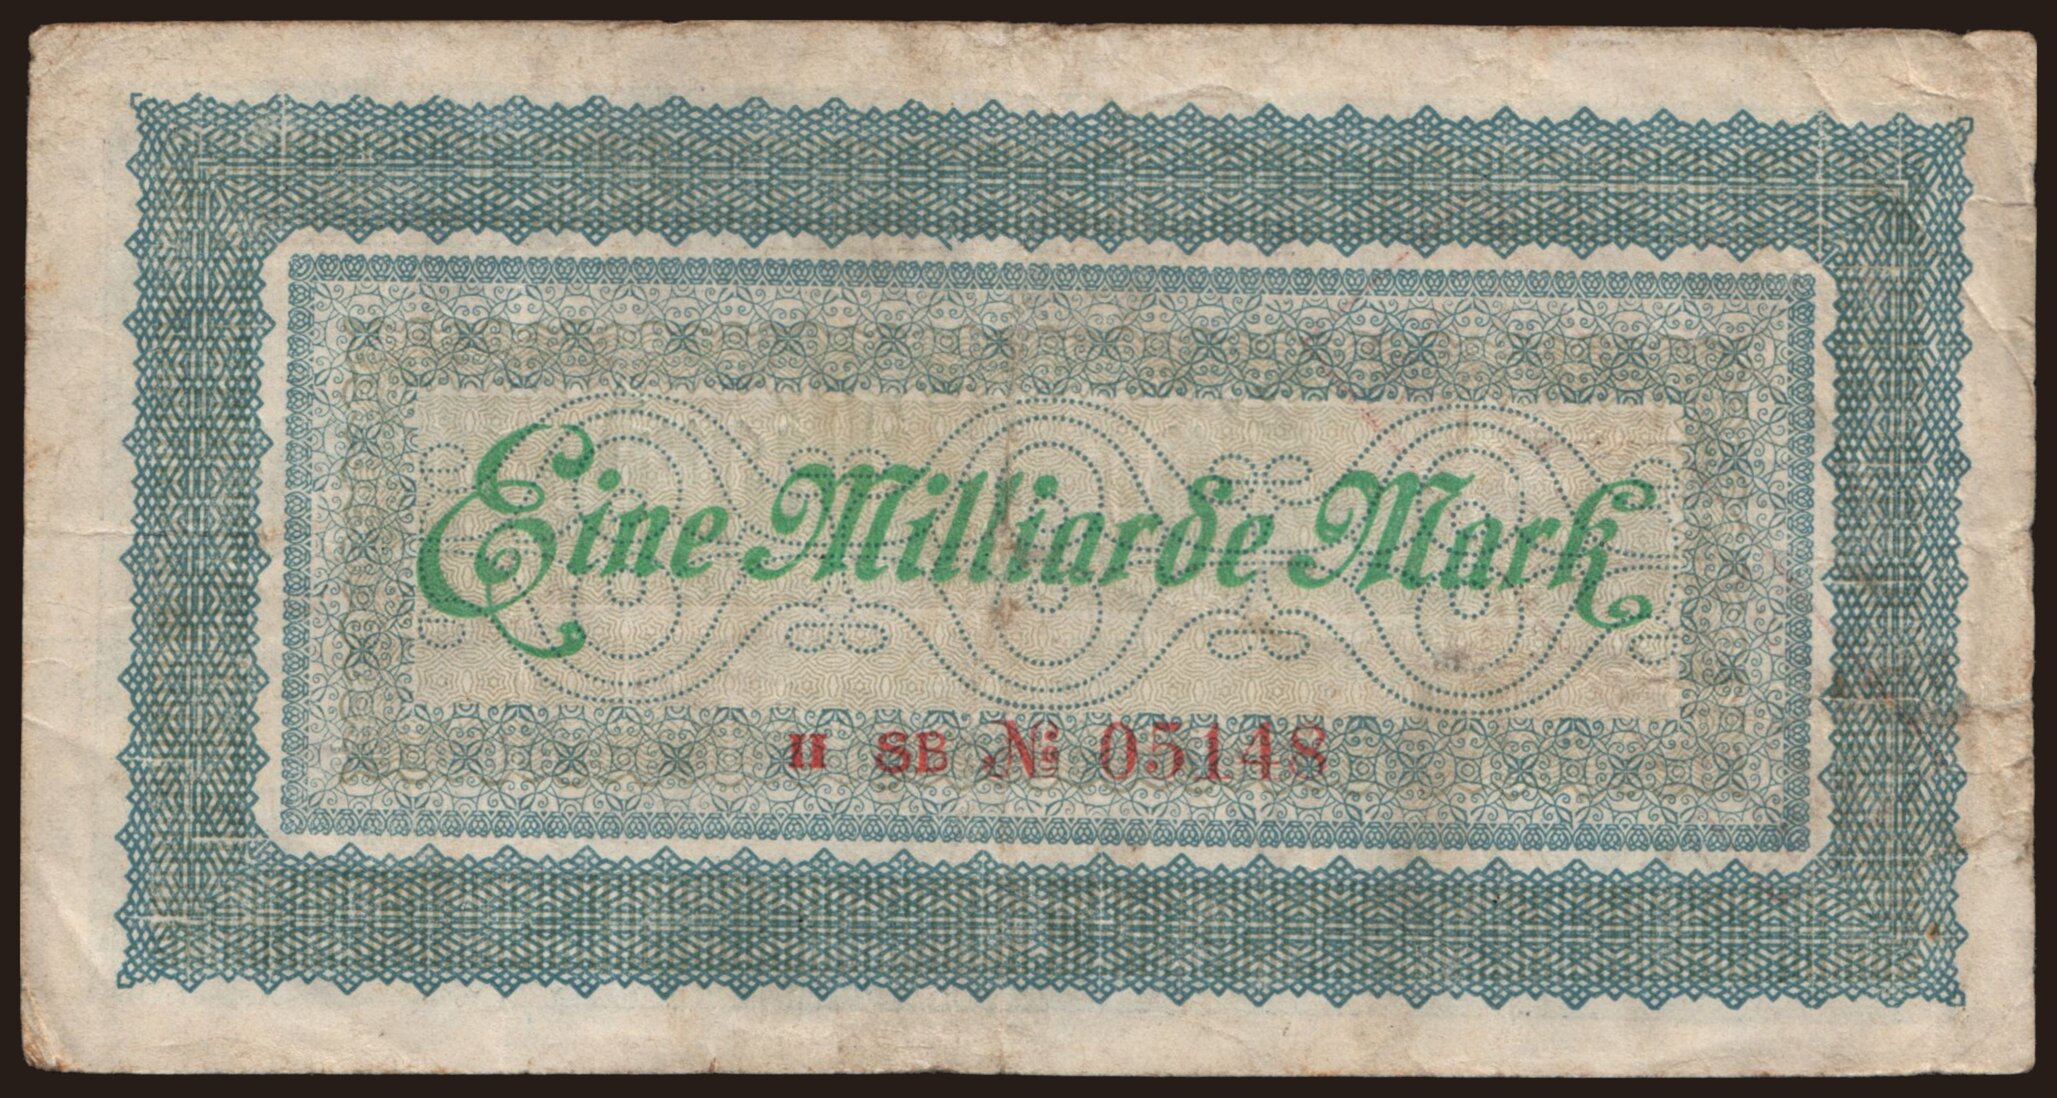 Eine Milliarde Mark
II SB № 05148